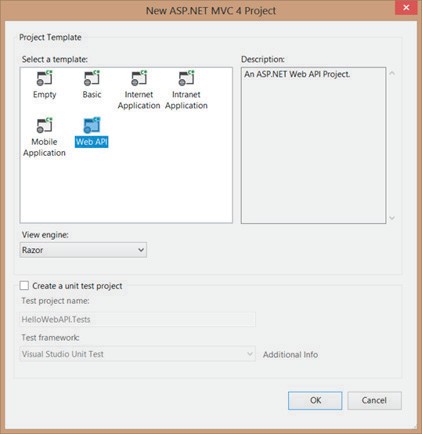 New ASP.NET MVC 4 Project
Project Template
Select a template:
Description:
Empty
Basic
Internet Application
Intranet Application
An ASP.NET Web API Project.
Mobile Application
Web API
View engine:
Razor
Create a unit test project
Test project name:
HelloWebAPI.Tests
Test framework:
Visual Studio Unit Test
Additional Info
OK
Cancel